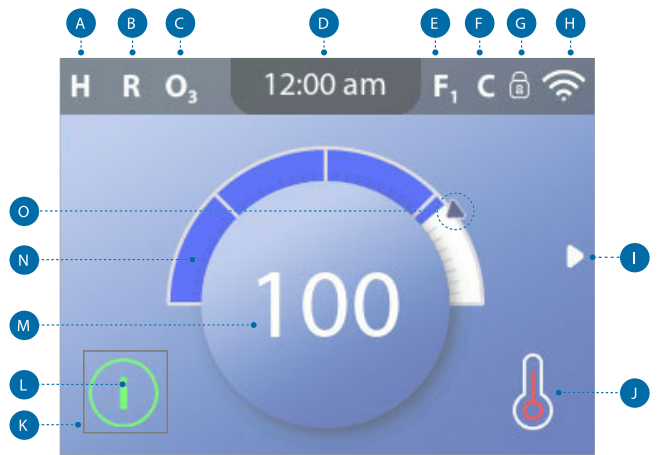 A B C D E F G H
H R O₃ 12:00 am F₁ C
O
N I
100
M
i
L J
K